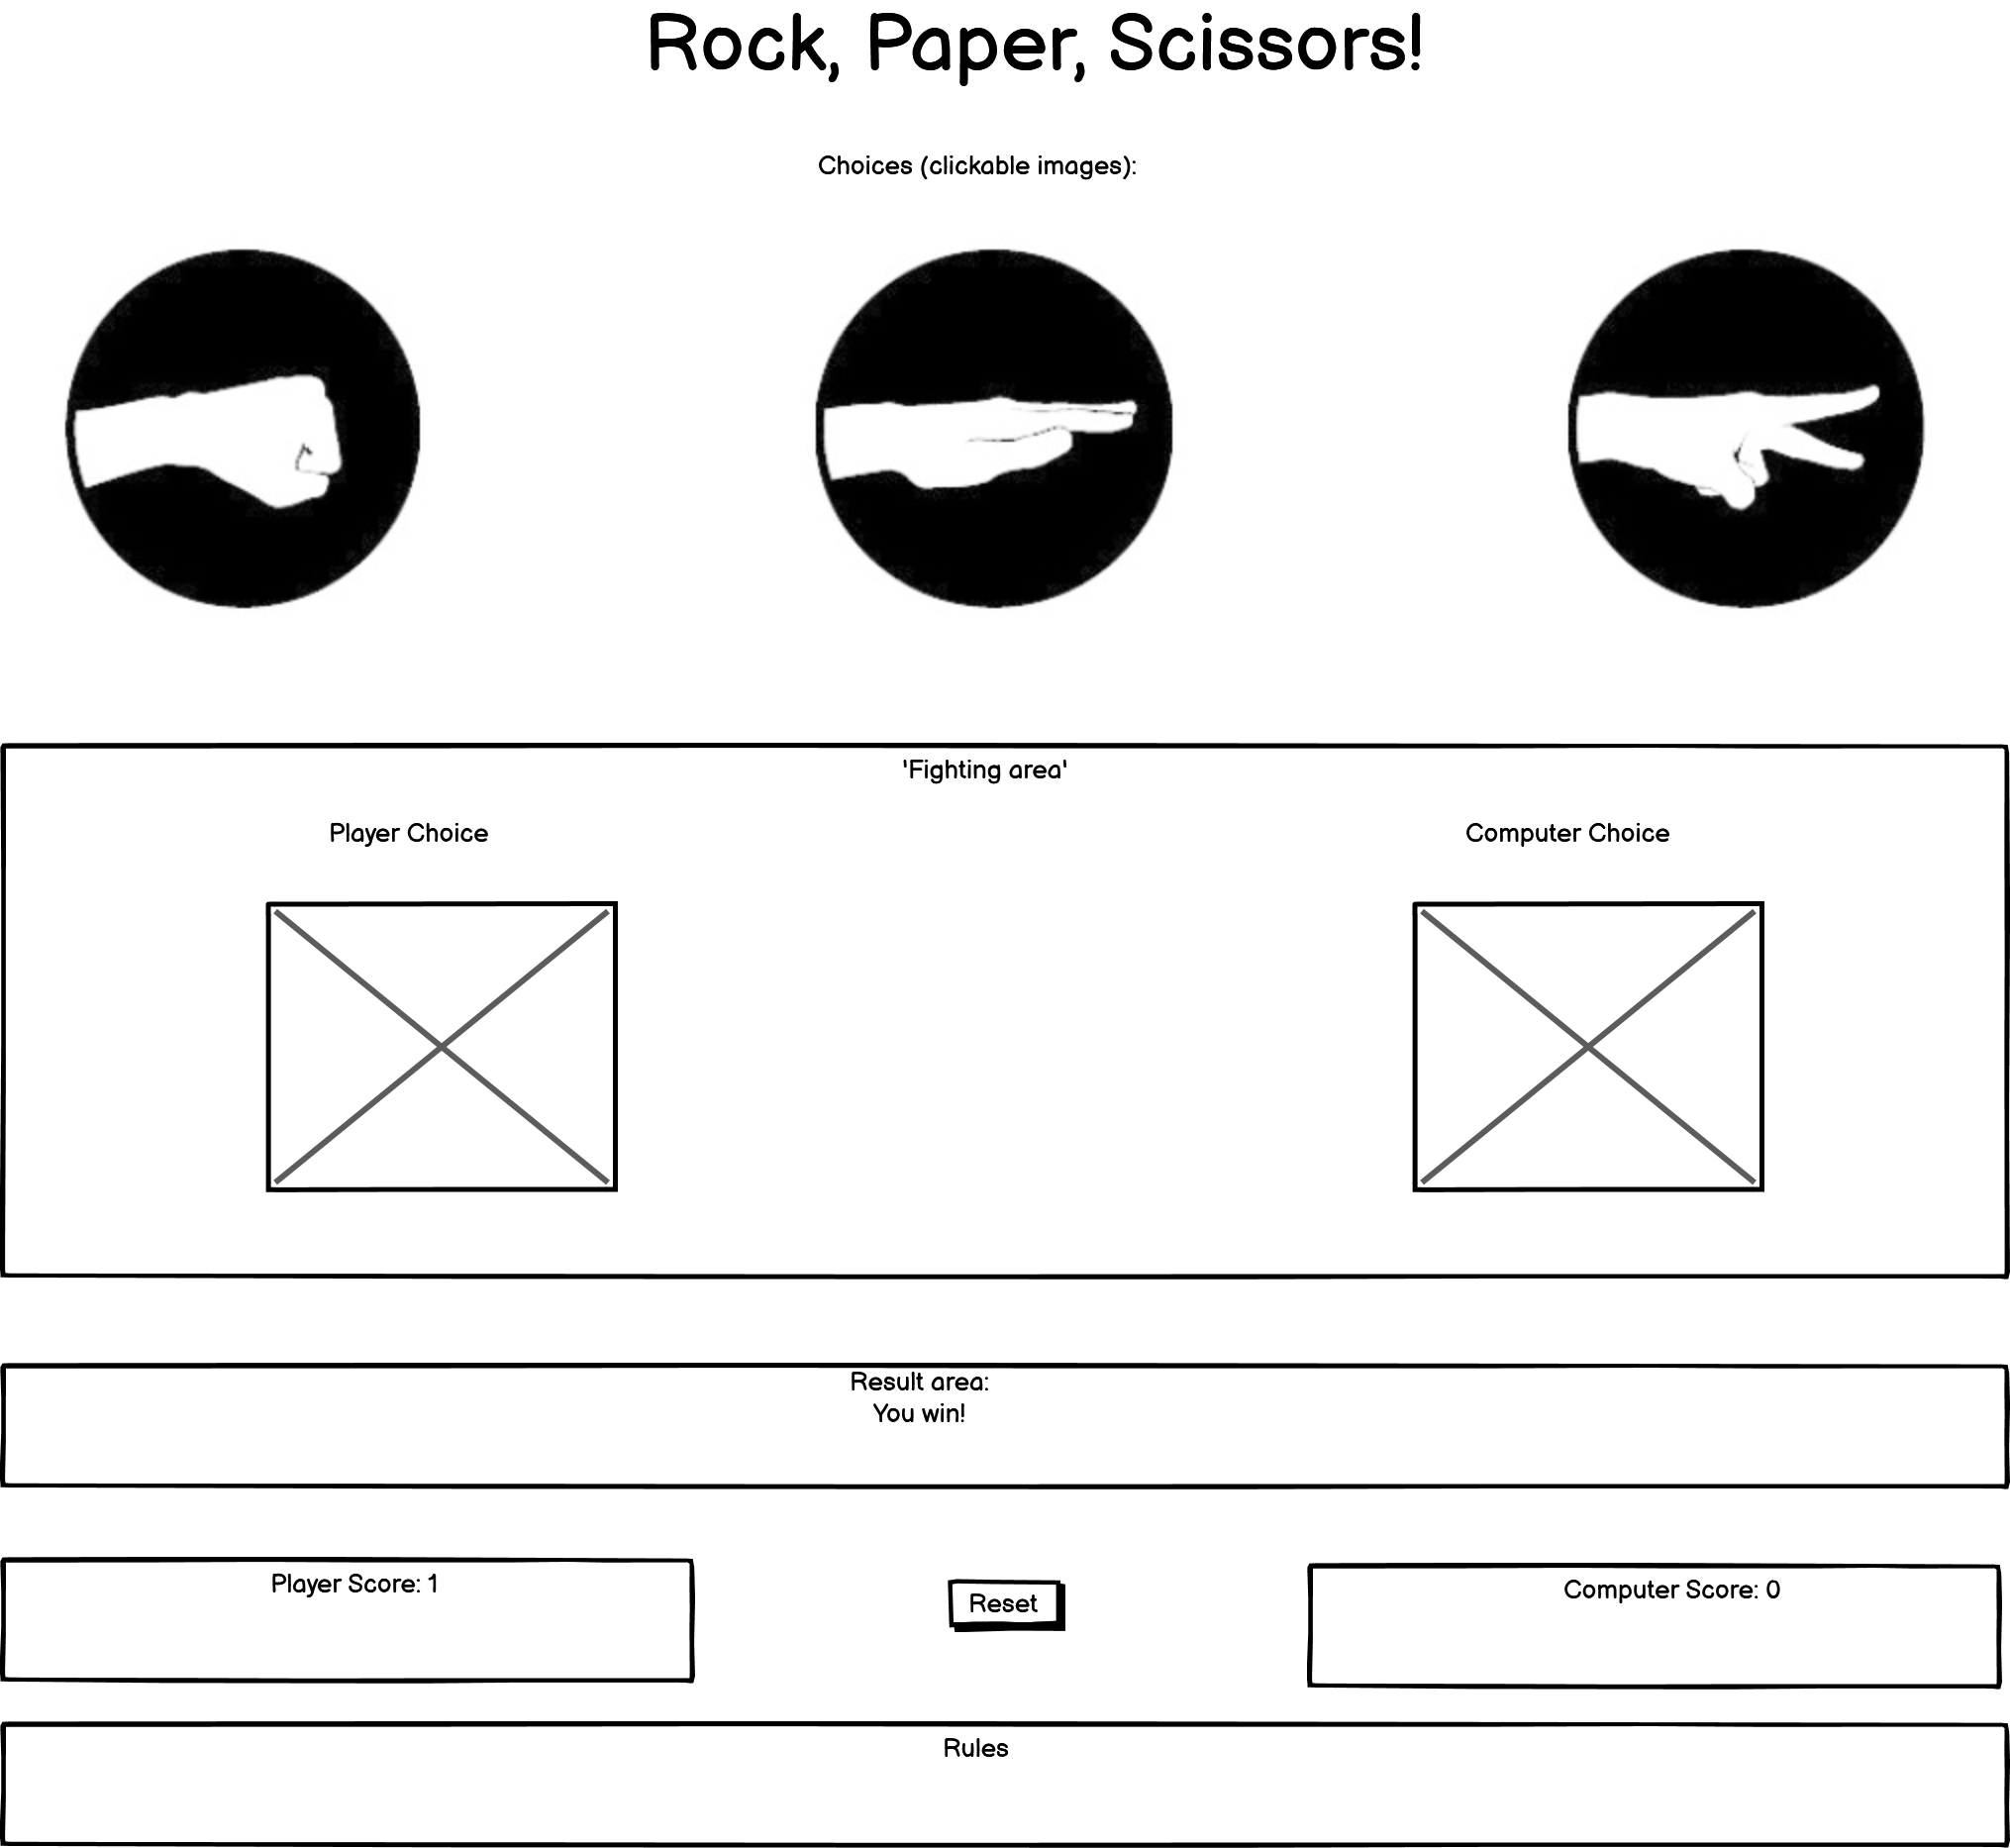 Rock, Paper, Scissors!
Choices (clickable images):
'Fighting area'
Player Choice
Computer Choice
Result area:
You win!
Player Score: 1
Reset
Computer Score: 0
Rules